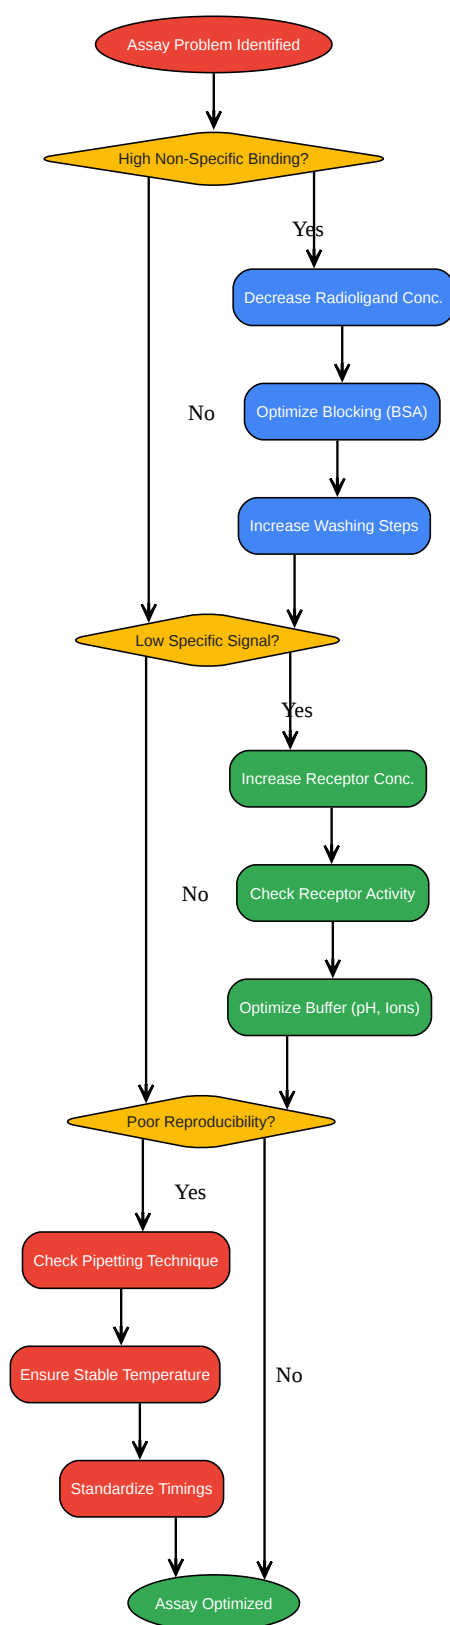 Assay Problem Identified
High Non-Specific Binding?
Yes
Decrease Radioligand Conc.
No
Optimize Blocking (BSA)
Increase Washing Steps
Low Specific Signal?
Yes
Increase Receptor Conc.
No
Check Receptor Activity
Optimize Buffer (pH, Ions)
Poor Reproducibility?
Yes
Check Pipetting Technique
Ensure Stable Temperature
No
Standardize Timings
Assay Optimized